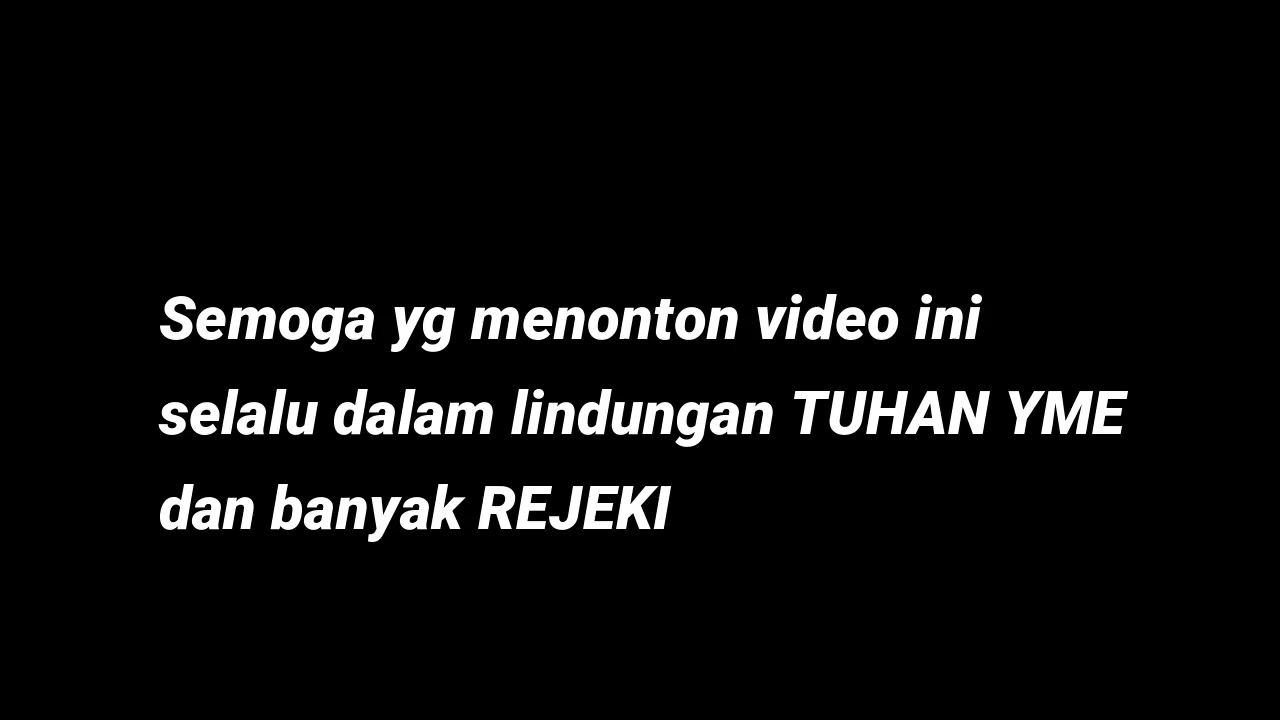 Semoga yg menonton video ini
selalu dalam lindungan TUHAN YME
dan banyak REJEKI